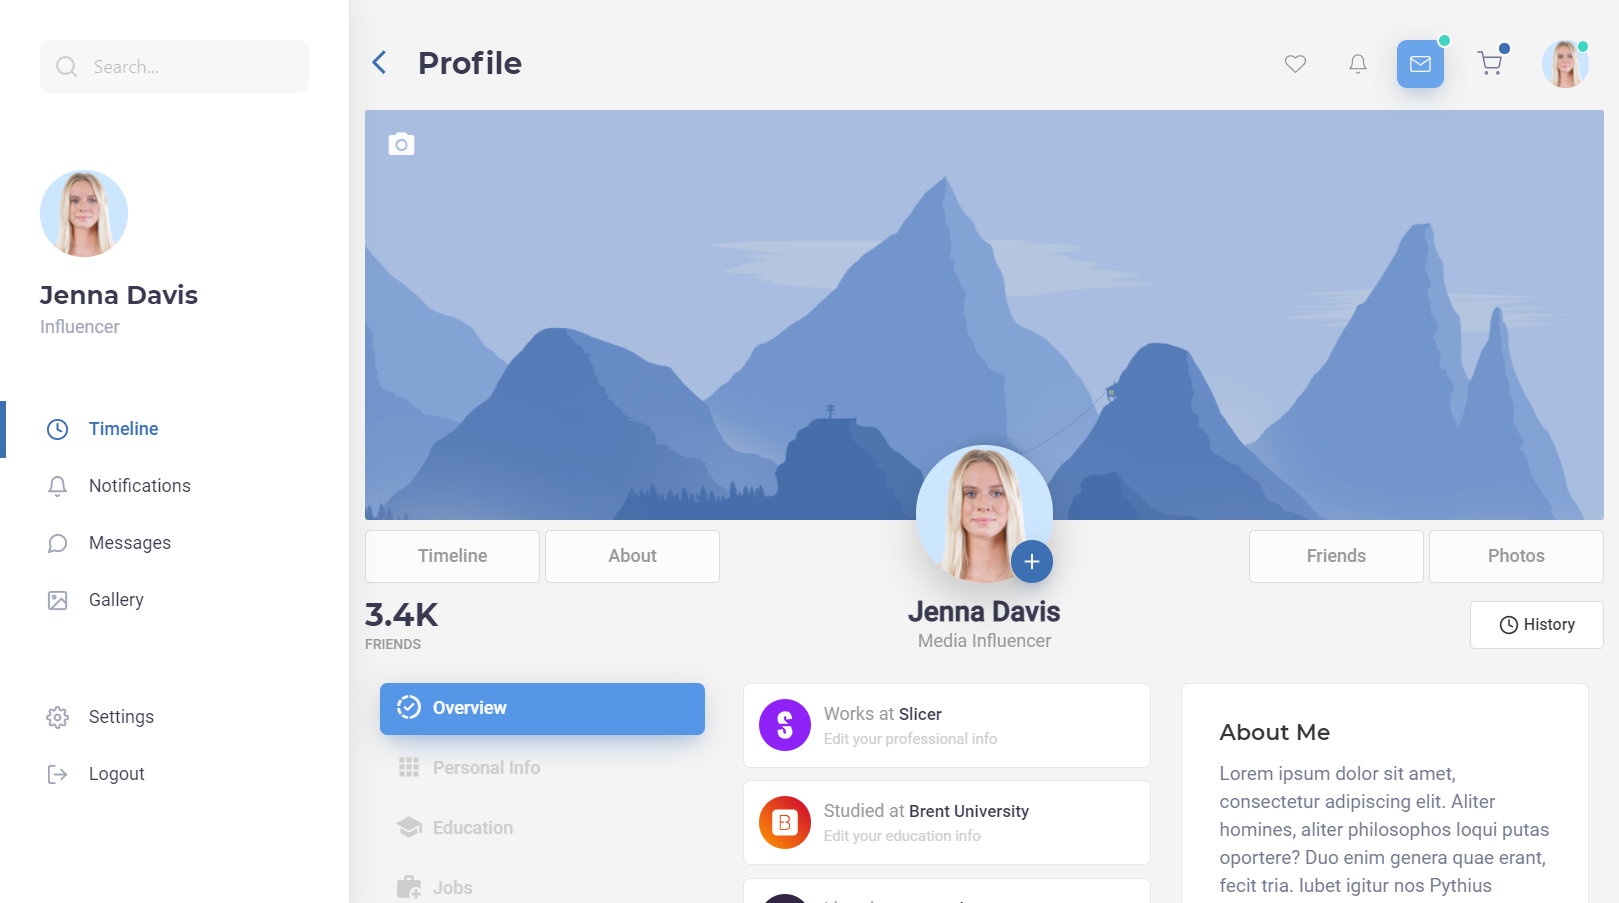 Search...
Profile
Jenna Davis
Influencer
Timeline
Notifications
Messages
Gallery
Settings
Logout
Timeline
About
Friends
Photos
3.4K
FRIENDS
Jenna Davis
Media Influencer
History
Overview
Personal Info
Education
Jobs
Works at Slicer
Edit your professional info
Studied at Brent University
Edit your education info
About Me
Lorem ipsum dolor sit amet,
consectetur adipiscing elit. Aliter
homines, aliter philosophos loqui putas
oportere? Duo enim genera quae erant,
fecit tria. Iubet igitur nos Pythius